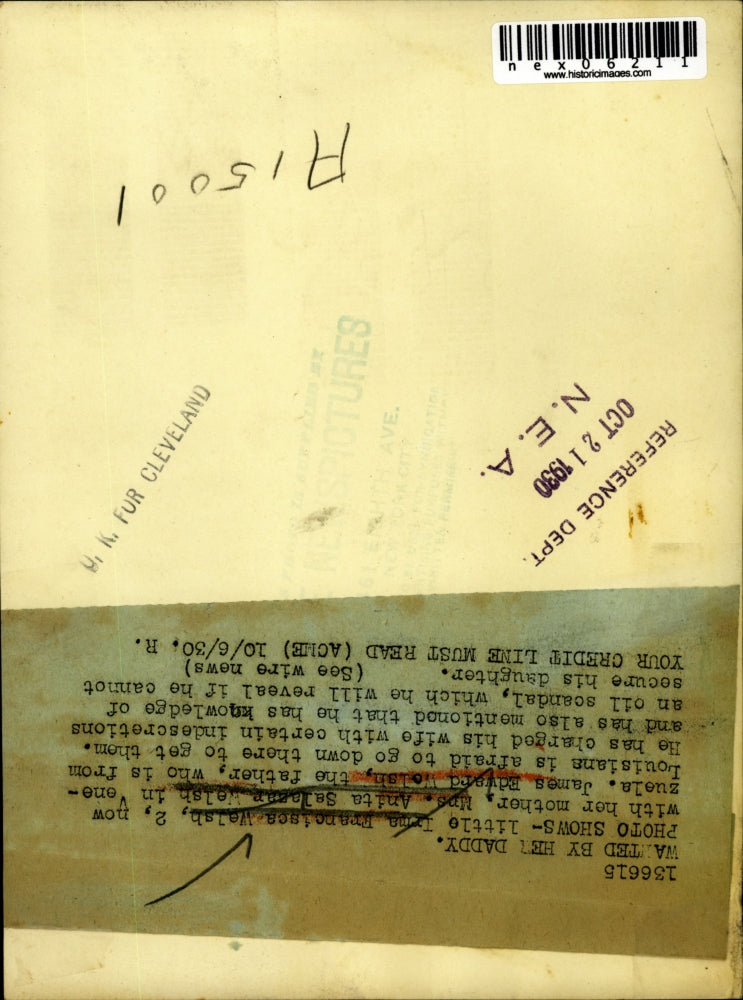 nex06211
www.historicimages.com
A15001
O. K. FOR CLEVELAND
REFERENCE DEPT.
OCT 21 1930
N. E. A.
AVE.
136615
WANTED BY HER DADDY.
PHOTO SHOWS- little Irma Francisca Welsh, 2, now
with her mother, Mrs. Anita Salazar Welsh in Vene-
zuela. James Edward Welsh, the father, who is from
Louisiana is afraid to go down there to get them.
He has charged his wife with certain indescretions
and has also mentioned that he has knowledge of
an oil scandal, which he will reveal if he cannot
secure his daughter. (See wire news)
YOUR CREDIT LINE MUST READ (ACME) 10/6/30. R.